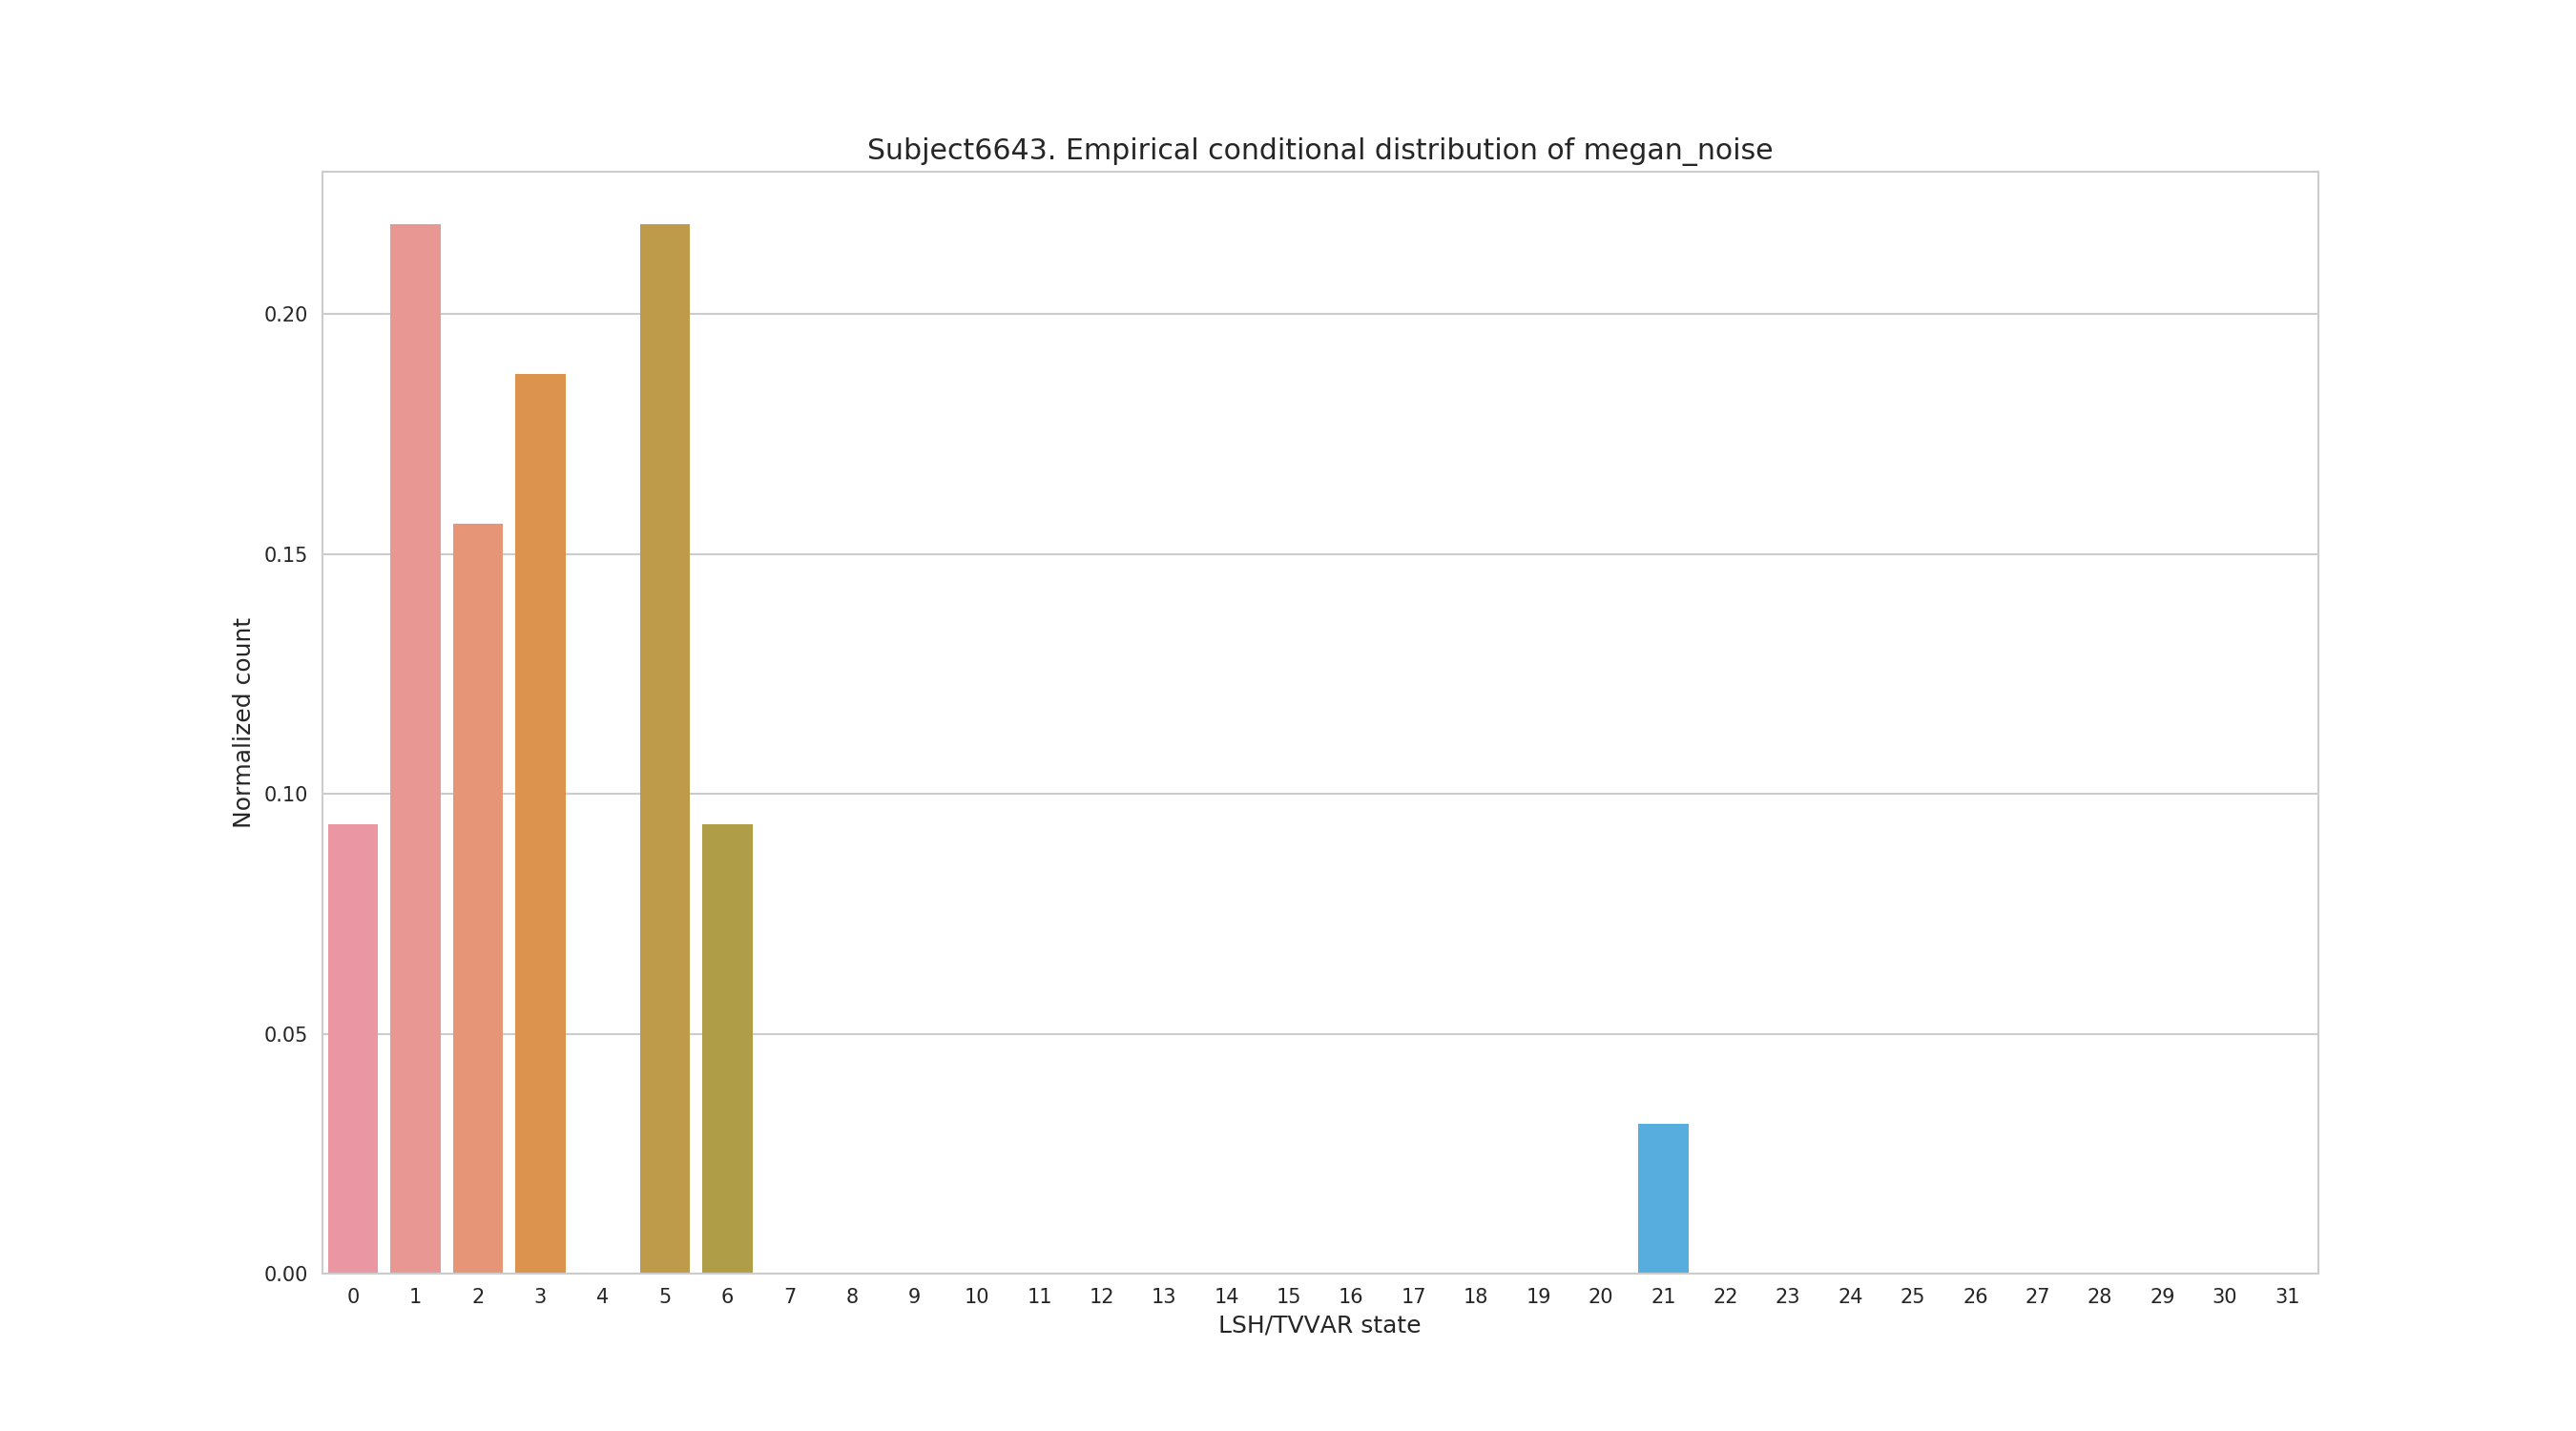 Subject6643. Empirical conditional distribution of megan_noise
Normalized count
0.20
0.15
0.10
0.05
0.00
0 1 2 3 4 5 6 7 8 9 10 11 12 13 14 15 16 17 18 19 20 21 22 23 24 25 26 27 28 29 30 31
LSH/TVVAR state